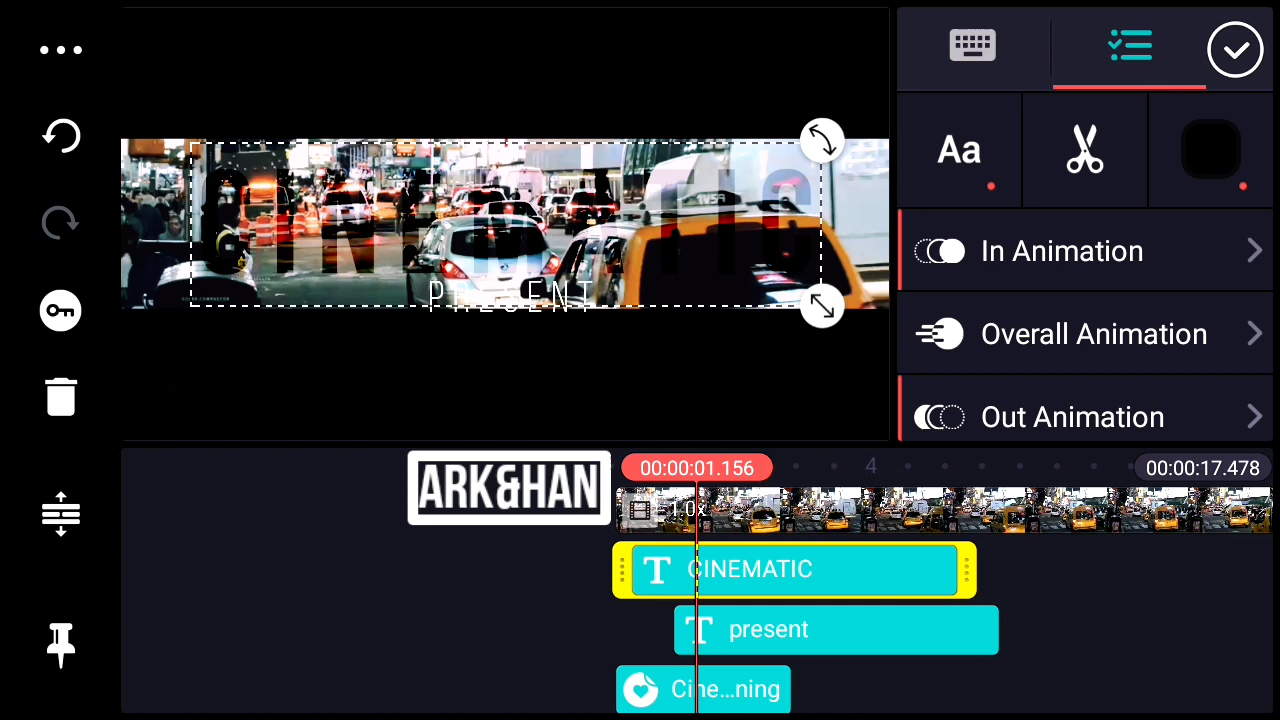 CINEMATIC
PRESENT
Aa
In Animation
Overall Animation
Out Animation
ARK&HAN
00:00:01.156
4
00:00:17.478
1.0x
CINEMATIC
present
Cine…ning